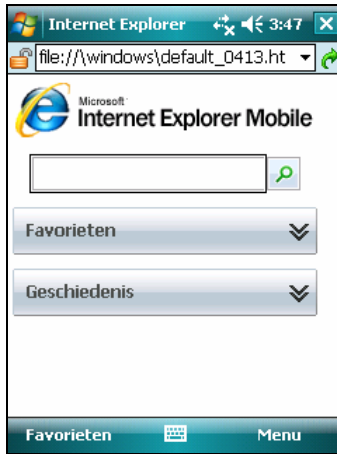 Internet Explorer 3:47
file://\windows\default_0413.ht
Microsoft
Internet Explorer Mobile
Favorieten
Geschiedenis
Favorieten Menu